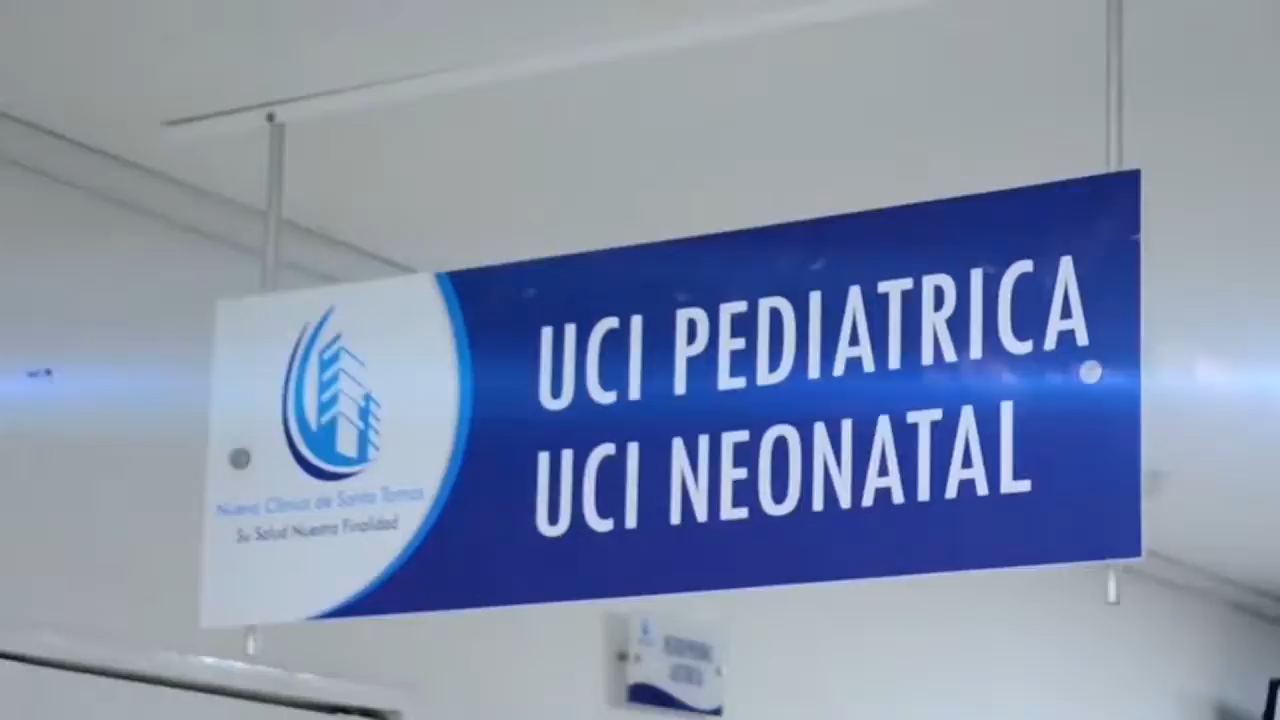 UCI PEDIATRICA
UCI NEONATAL
Nueva Clínica de Santo Tomas
Su Salud Nuestra Finalidad